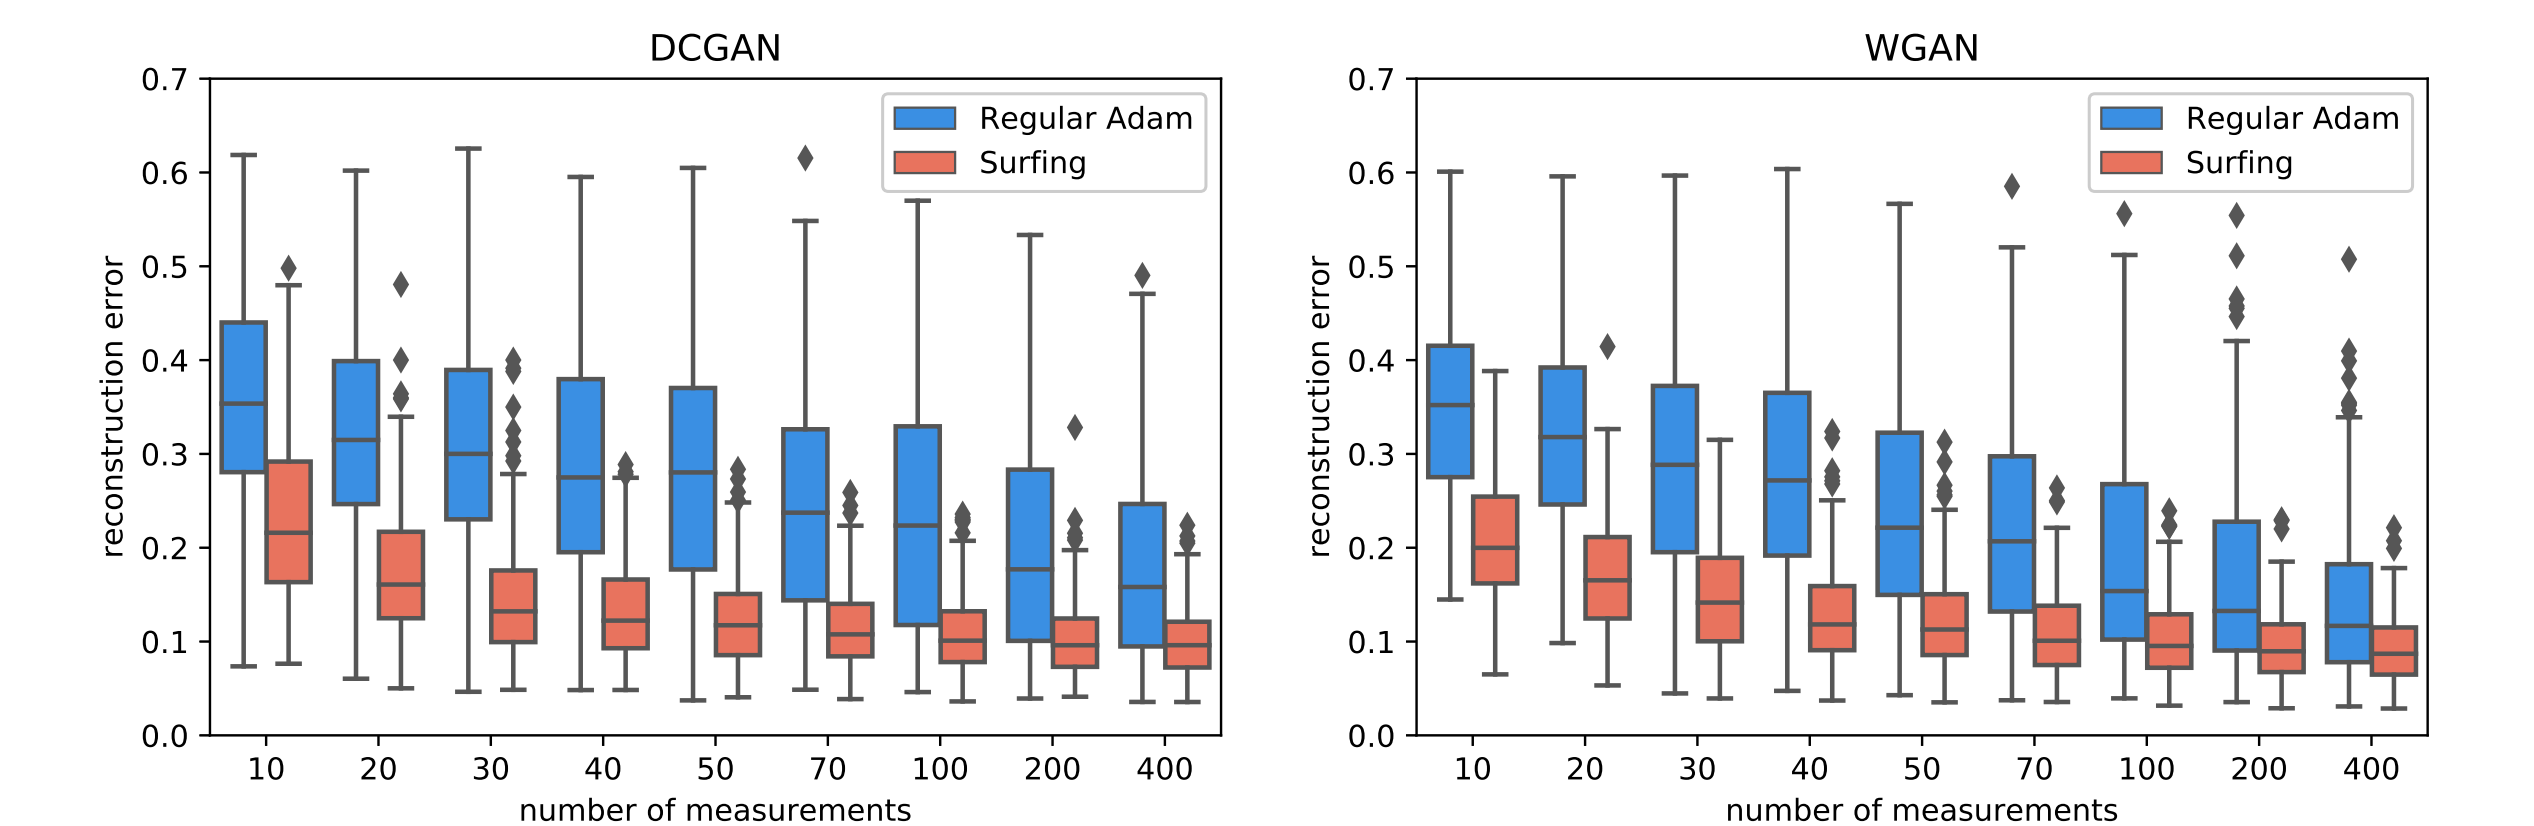 DCGAN
0.7
0.6
0.5
0.4
0.3
0.2
0.1
0.0
reconstruction error
Regular Adam
Surfing
10 20 30 40 50 70 100 200 400
number of measurements
WGAN
0.7
0.6
0.5
0.4
0.3
0.2
0.1
0.0
reconstruction error
Regular Adam
Surfing
10 20 30 40 50 70 100 200 400
number of measurements